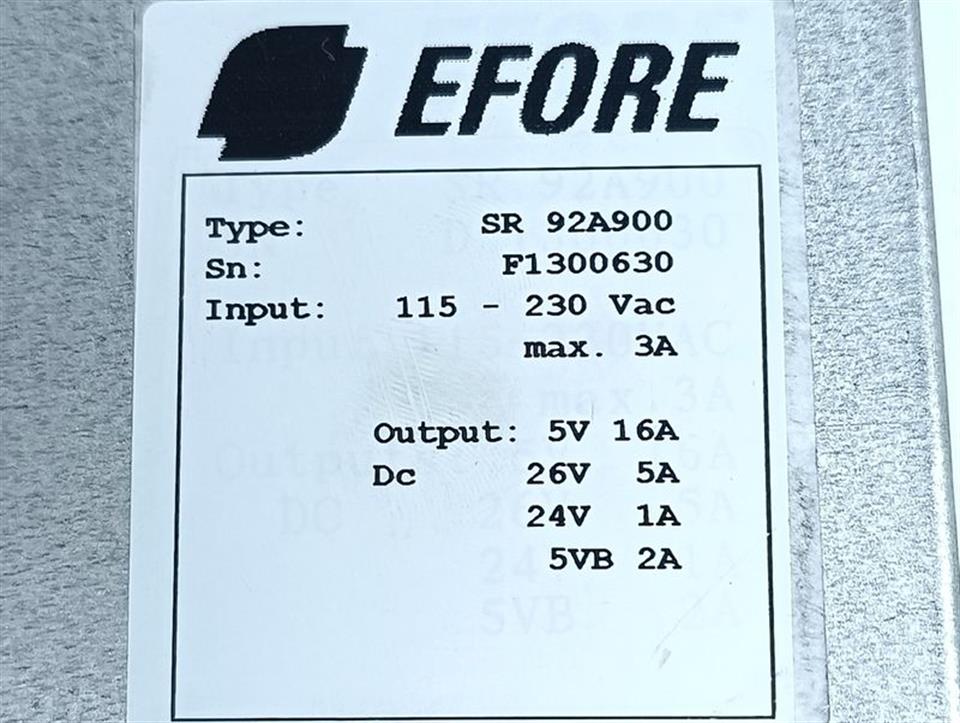 EFORE
Type: SR 92A900
Sn: F1300630
Input: 115 - 230 Vac
max. 3A
Output: 5V 16A
Dc 26V 5A
24V 1A
5VB 2A